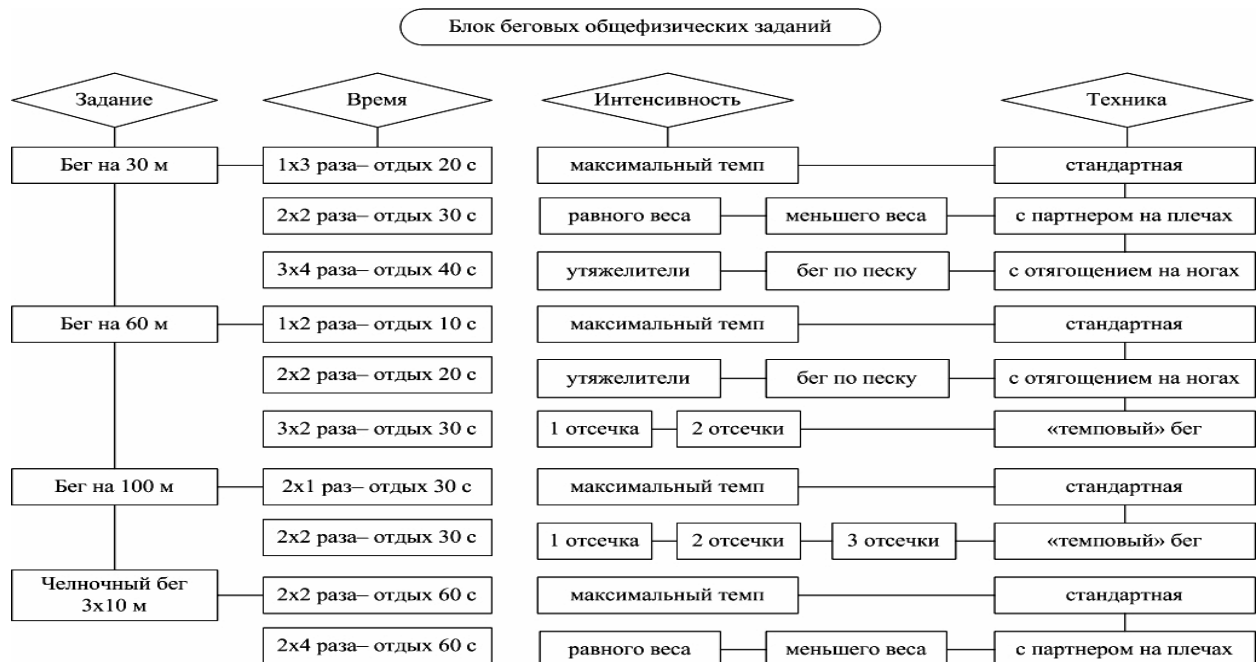 Блок беговых общефизических заданий
Задание Время Интенсивность Техника
Бег на 30 м 1х3 раза– отдых 20 с максимальный темп стандартная
2х2 раза– отдых 30 с равного веса меньшего веса с партнером на плечах
3х4 раза– отдых 40 с утяжелители бег по песку с отягощением на ногах
Бег на 60 м 1х2 раза– отдых 10 с максимальный темп стандартная
2х2 раза– отдых 20 с утяжелители бег по песку с отягощением на ногах
3х2 раза– отдых 30 с 1 отсечка 2 отсечки «темповый» бег
Бег на 100 м 2х1 раз– отдых 30 с максимальный темп стандартная
2х2 раза– отдых 30 с 1 отсечка 2 отсечки 3 отсечки «темповый» бег
Челночный бег
3х10 м 2х2 раза– отдых 60 с максимальный темп стандартная
2х4 раза– отдых 60 с равного веса меньшего веса с партнером на плечах